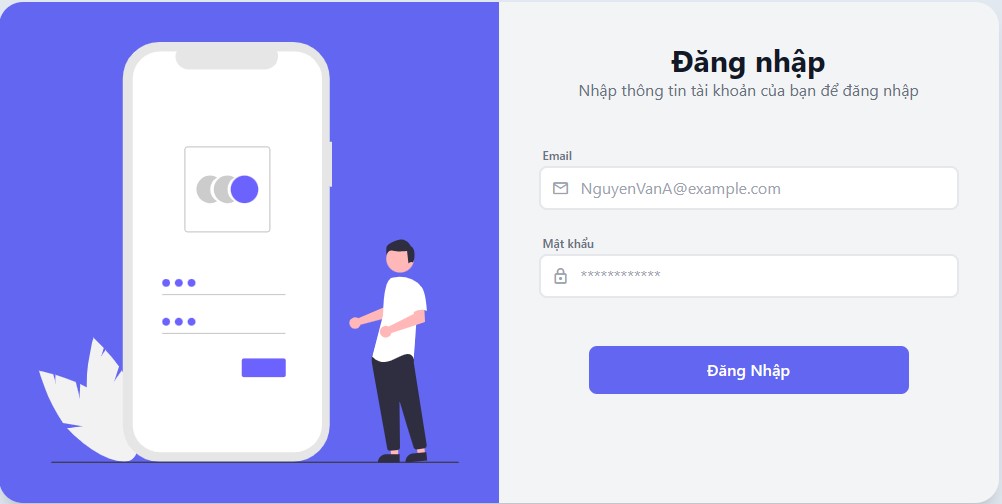 Đăng nhập
Nhập thông tin tài khoản của bạn để đăng nhập
Email
NguyenVanA@example.com
Mật khẩu
************
Đăng Nhập